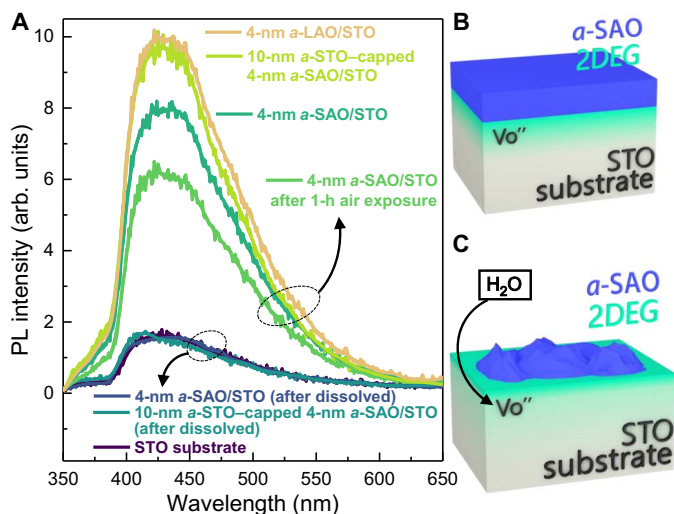 A
PL intensity (arb. units)
10
8
6
4
2
0
4-nm a-LAO/STO
10-nm a-STO–capped
4-nm a-SAO/STO
4-nm a-SAO/STO
4-nm a-SAO/STO
after 1-h air exposure
4-nm a-SAO/STO (after dissolved)
10-nm a-STO–capped 4-nm a-SAO/STO
(after dissolved)
STO substrate
350 400 450 500 550 600 650
Wavelength (nm)
B
a-SAO
2DEG
Vo″
STO
substrate
C
H₂O
a-SAO
2DEG
Vo″
STO
substrate